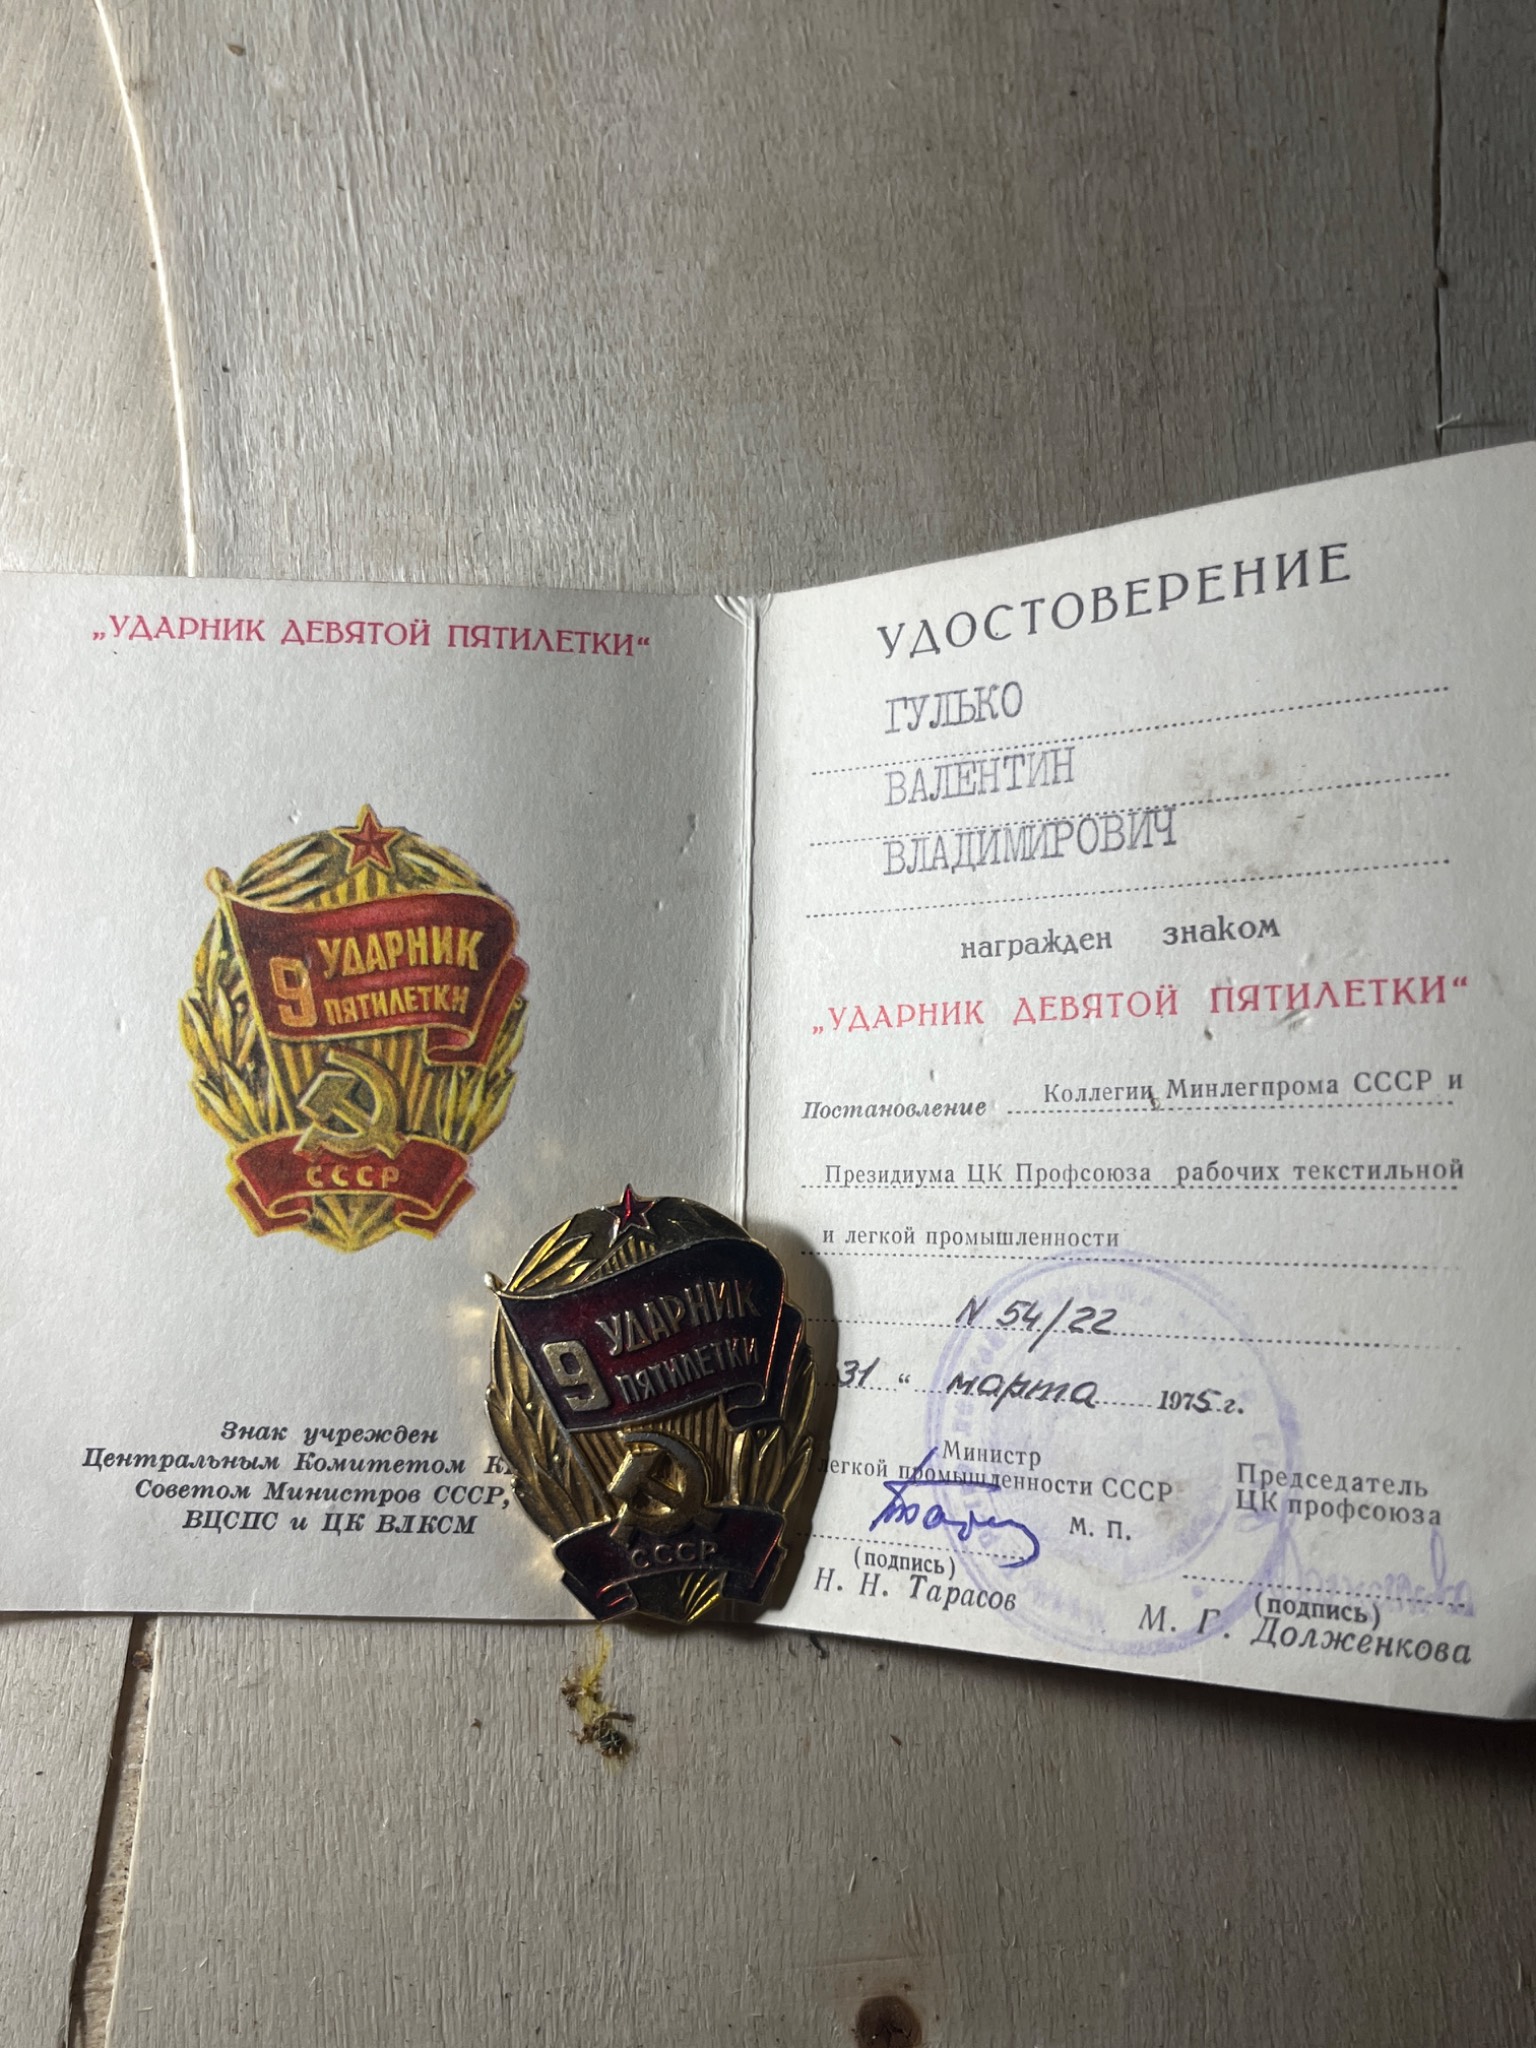 „УДАРНИК ДЕВЯТОЙ ПЯТИЛЕТКИ“
9 УДАРНИК
ПЯТИЛЕТКИ
СССР
Знак учрежден
Центральным Комитетом
Советом Министров СССР,
ВЦСПС и ЦК ВЛКСМ
9 УДАРНИК
ПЯТИЛЕТКИ
СССР
УДОСТОВЕРЕНИЕ
ГУЛЬКО
ВАЛЕНТИН
ВЛАДИМИРОВИЧ
награжден знаком
„УДАРНИК ДЕВЯТОЙ ПЯТИЛЕТКИ“
Постановление Коллегии Минлегпрома СССР и
Президиума ЦК Профсоюза рабочих текстильной
и легкой промышленности
N 54/22
31 “ марта 1975 г.
Министр
легкой промышленности СССР
М. П.
(подпись)
Н. Н. Тарасов
Председатель
ЦК профсоюза
(подпись)
М. Г. Долженкова